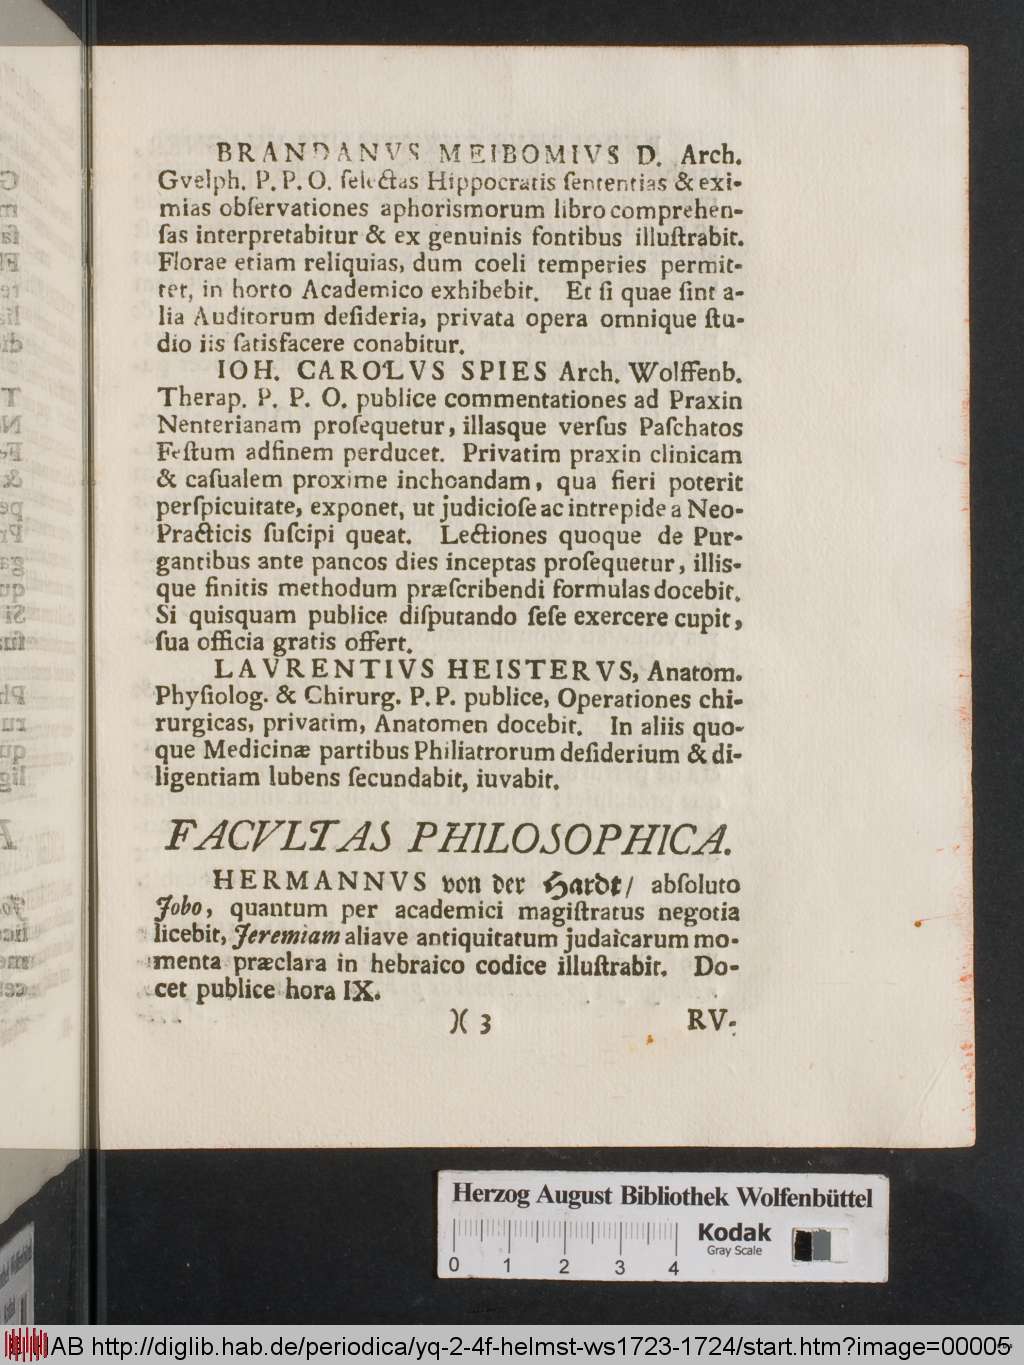 BRANDANVS MEIBOMIVS D. Arch.
Gvelph. P. P. O. ſelectas Hippocratis ſententias & exi-
mias obſervationes aphorismorum libro comprehen-
ſas interpretabitur & ex genuinis fontibus illuſtrabit.
Florae etiam reliquias, dum coeli temperies permit-
tet, in horto Academico exhibebit. Et ſi quae ſint a-
lia Auditorum deſideria, privata opera omnique ſtu-
dio iis ſatisfacere conabitur.
IOH. CAROLVS SPIES Arch. Wolffenb.
Therap. P. P. O. publice commentationes ad Praxin
Nenterianam proſequetur, illasque verſus Paſchatos
Feſtum adfinem perducet. Privatim praxin clinicam
& caſualem proxime inchoandam, qua fieri poterit
perſpicuitate, exponet, ut judicioſe ac intrepide a Neo-
Practicis ſuſcipi queat. Lectiones quoque de Pur-
gantibus ante pancos dies inceptas proſequetur, illis-
que finitis methodum præſcribendi formulas docebit.
Si quisquam publice diſputando ſeſe exercere cupit,
ſua officia gratis offert.
LAVRENTIVS HEISTERVS, Anatom.
Phyſiolog. & Chirurg. P. P. publice, Operationes chi-
rurgicas, privatim, Anatomen docebit. In aliis quo-
que Medicinæ partibus Philiatrorum deſiderium & di-
ligentiam lubens ſecundabit, iuvabit.
FACVLTAS PHILOSOPHICA.
HERMANNVS von der Hardt/ abſoluto
Jobo, quantum per academici magiſtratus negotia
licebit, Jeremiam aliave antiquitatum judaicarum mo-
menta præclara in hebraico codice illuſtrabit. Do-
cet publice hora IX.
)( 3 RV-
Herzog August Bibliothek Wolfenbüttel
Kodak
Gray Scale
0 1 2 3 4
HAB http://diglib.hab.de/periodica/yq-2-4f-helmst-ws1723-1724/start.htm?image=00005